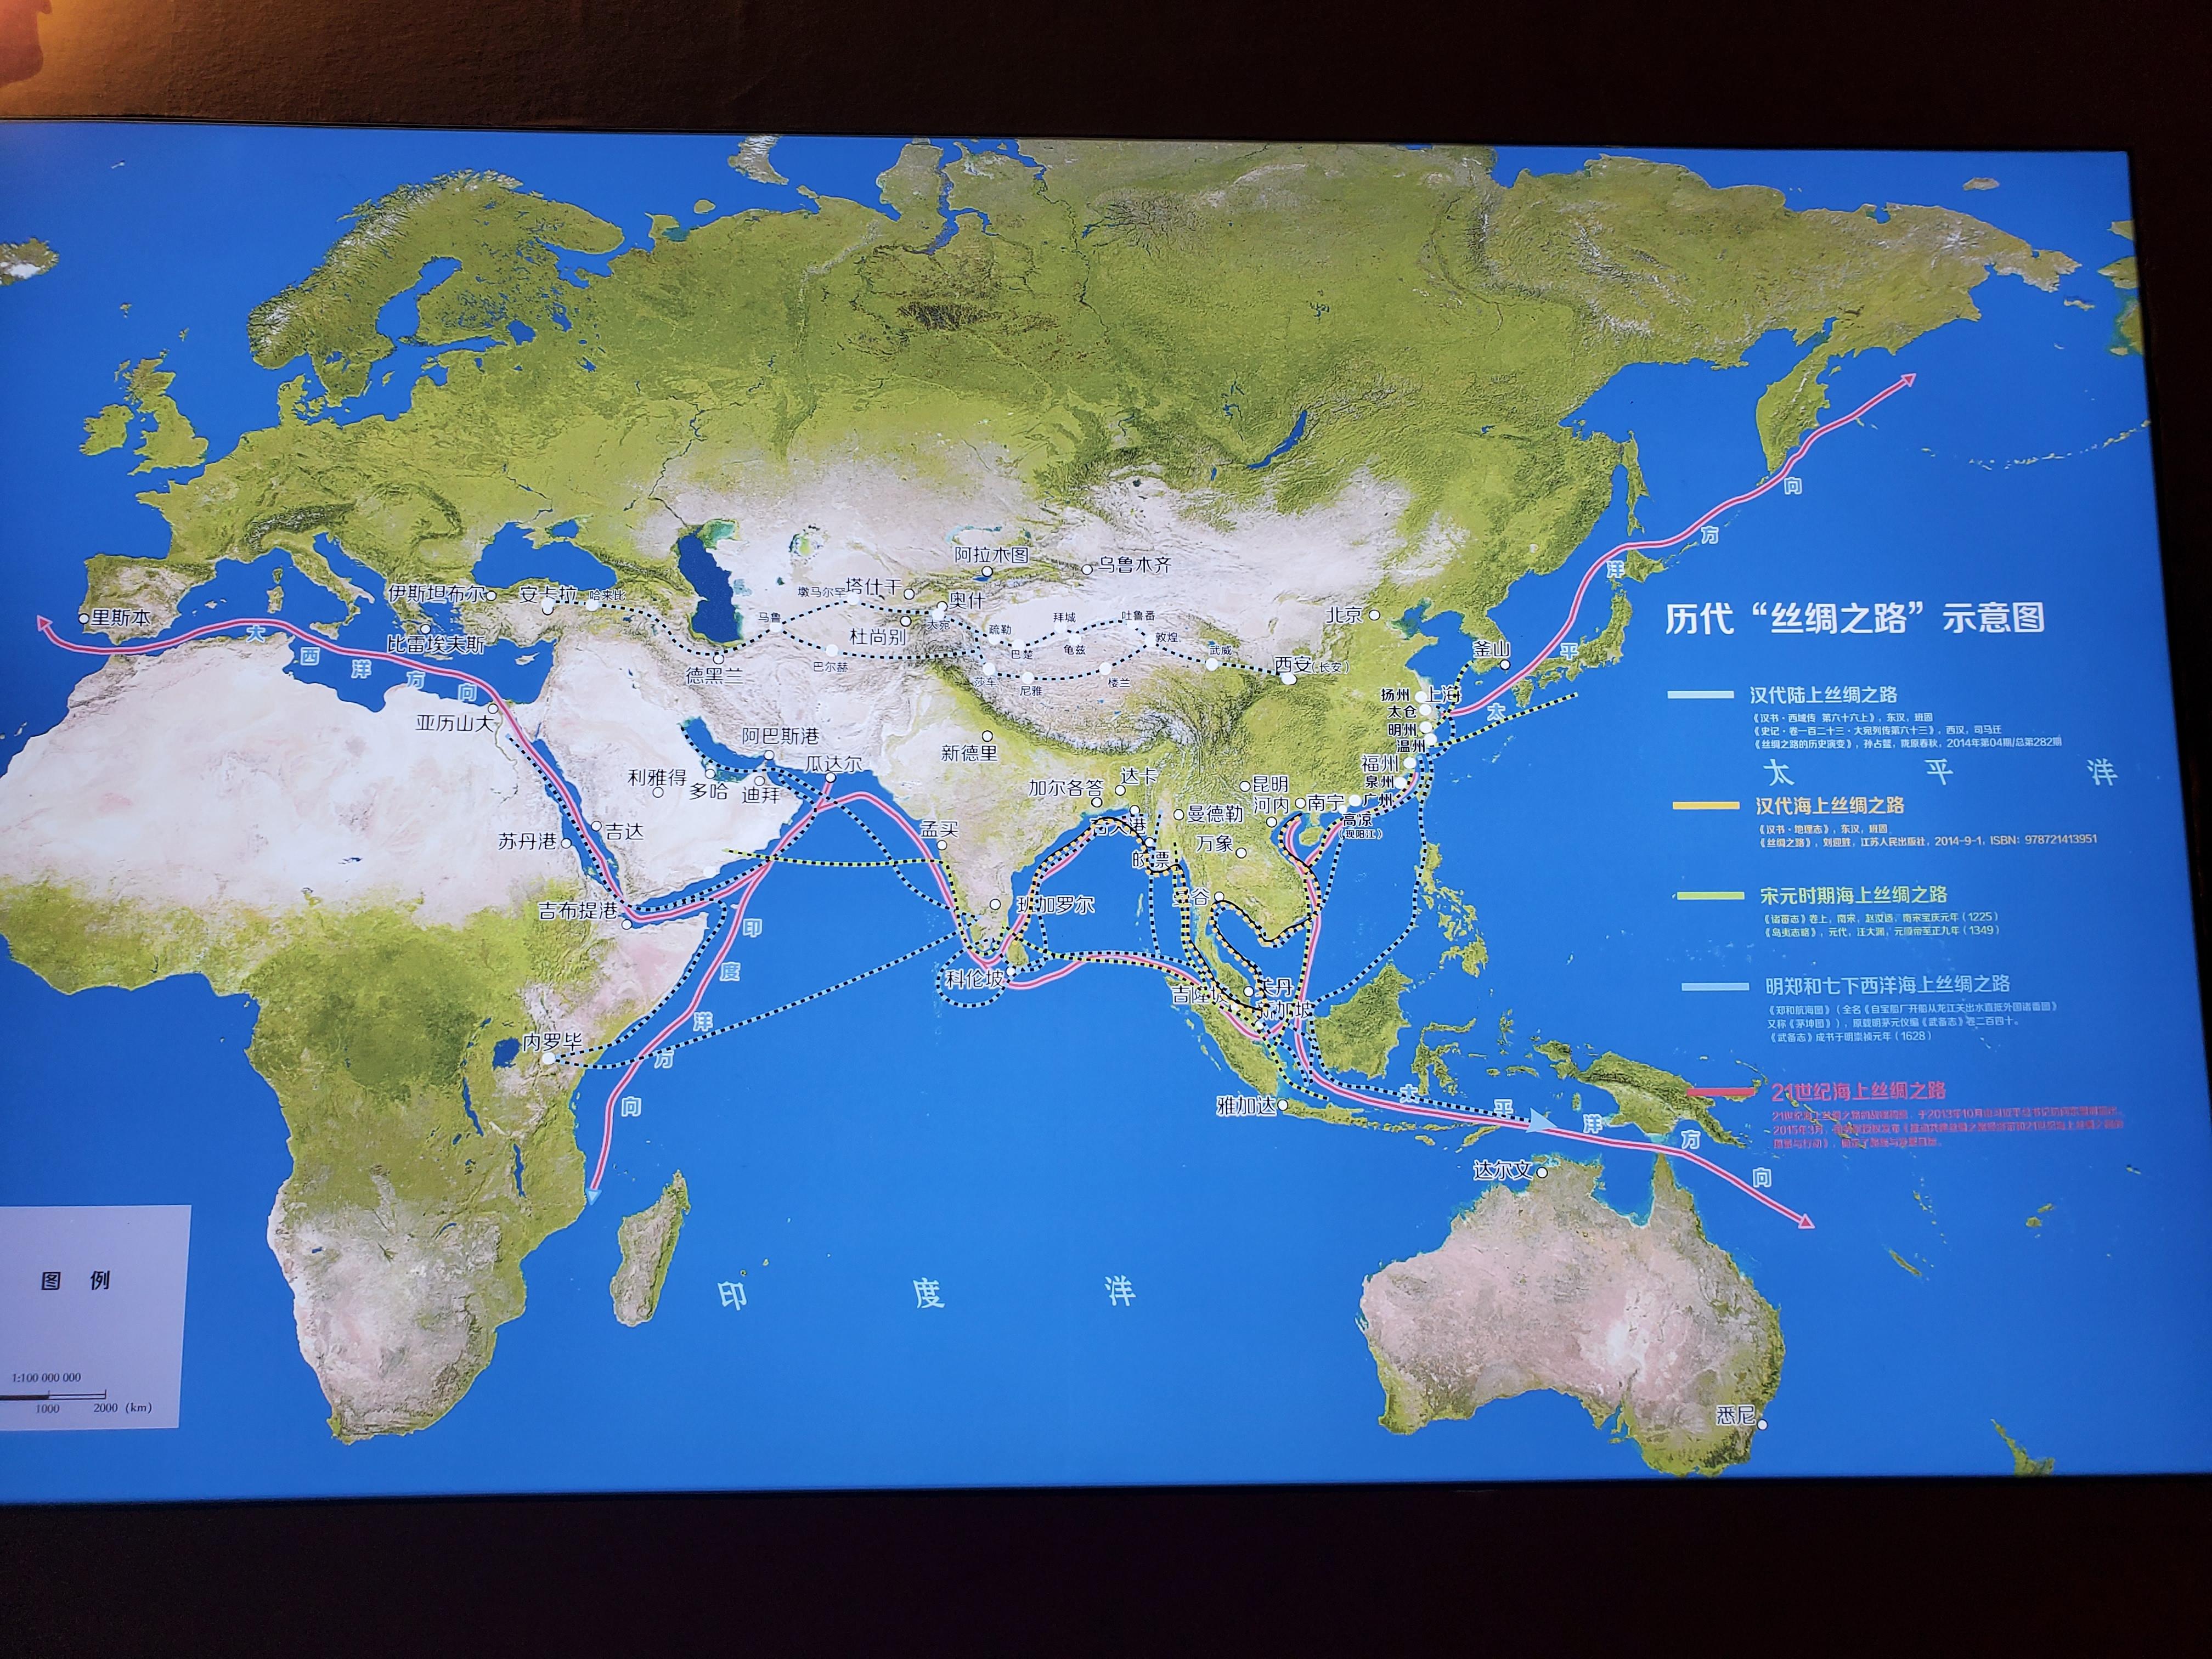 历代“丝绸之路”示意图
汉代陆上丝绸之路
《汉书·西域传 第六十六上》，东汉，班固
《史记·卷一百二十三·大宛列传第六十三》，西汉，司马迁
《丝绸之路的历史演变》，孙占鳌，陇原春秋，2014年第04期/总第282期
太 平 洋
汉代海上丝绸之路
《汉书·地理志》，东汉，班固
《丝绸之路》，刘迎胜，江苏人民出版社，2014-9-1，ISBN：978721413951
宋元时期海上丝绸之路
《诸蕃志》卷上，南宋，赵汝适，南宋宝庆元年（1225）
《岛夷志略》，元代，汪大渊，元顺帝至正九年（1349）
明郑和七下西洋海上丝绸之路
《郑和航海图》（全名《自宝船厂开船从龙江关出水直抵外国诸番图》
又称《茅坤图》），原载明茅元仪编《武备志》卷二百四十。
《武备志》成书于明崇祯元年（1628）
21世纪海上丝绸之路
阿拉木图
乌鲁木齐
伊斯坦布尔
安卡拉
哈来比
墩马尔罕
塔什干
奥什
里斯本
比雷埃夫斯
马鲁
大宛
杜尚别
疏勒
拜城
吐鲁番
北京
巴尔赫
巴楚
龟兹
敦煌
武威
西安(长安)
釜山
德黑兰
莎车
尼雅
楼兰
扬州
上海
太仓
明州
温州
亚历山大
阿巴斯港
新德里
福州
利雅得
多哈
迪拜
瓜达尔
加尔各答
达卡
昆明
泉州
河内
南宁
广州
苏丹港
吉达
孟买
曼德勒
高凉
(现阳江)
万象
吉布提港
科伦坡
内罗毕
雅加达
达尔文
悉尼
大 西 洋 方 向
印 度 洋 方 向
太 平 洋 方 向
太 平 洋 方 向
印 度 洋
图 例
1:100 000 000
1000 2000 (km)